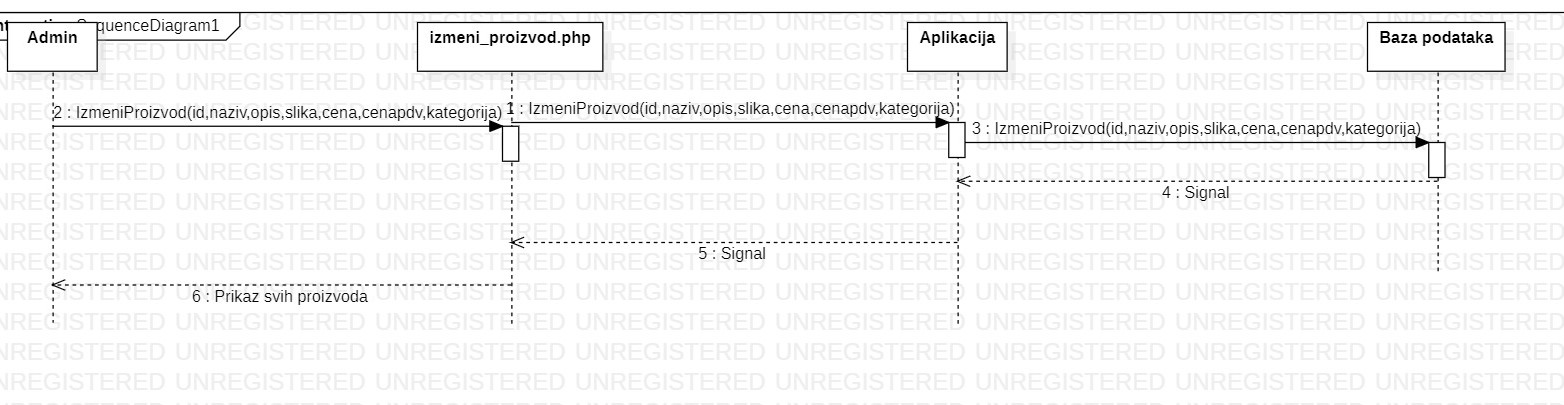 SequenceDiagram1
Admin
izmeni_proizvod.php
Aplikacija
Baza podataka
2 : IzmeniProizvod(id,naziv,opis,slika,cena,cenapdv,kategorija)
1 : IzmeniProizvod(id,naziv,opis,slika,cena,cenapdv,kategorija)
3 : IzmeniProizvod(id,naziv,opis,slika,cena,cenapdv,kategorija)
4 : Signal
5 : Signal
6 : Prikaz svih proizvoda
UNREGISTERED